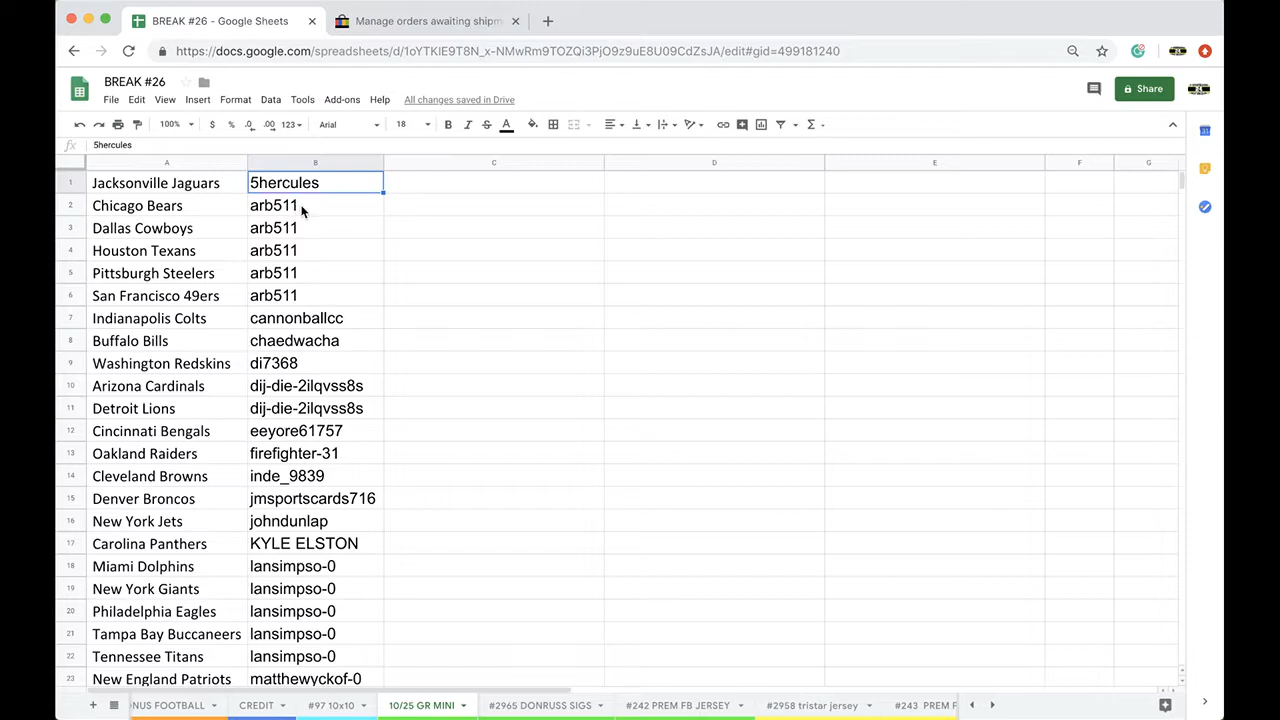 BREAK #26 - Google Sheets
Manage orders awaiting shipm
https://docs.google.com/spreadsheets/d/1oYTKlE9T8N_x-NMwRm9TOZQi3PjO9z9uE8U09CdZsJA/edit#gid=499181240
BREAK #26
File Edit View Insert Format Data Tools Add-ons Help All changes saved in Drive
Share
100% $ % .0 .00 123 Arial 18 B I S A
fx 5hercules
A B C D E F G
1 Jacksonville Jaguars 5hercules
2 Chicago Bears arb511
3 Dallas Cowboys arb511
4 Houston Texans arb511
5 Pittsburgh Steelers arb511
6 San Francisco 49ers arb511
7 Indianapolis Colts cannonballcc
8 Buffalo Bills chaedwacha
9 Washington Redskins di7368
10 Arizona Cardinals dij-die-2ilqvss8s
11 Detroit Lions dij-die-2ilqvss8s
12 Cincinnati Bengals eeyore61757
13 Oakland Raiders firefighter-31
14 Cleveland Browns inde_9839
15 Denver Broncos jmsportscards716
16 New York Jets johndunlap
17 Carolina Panthers KYLE ELSTON
18 Miami Dolphins lansimpso-0
19 New York Giants lansimpso-0
20 Philadelphia Eagles lansimpso-0
21 Tampa Bay Buccaneers lansimpso-0
22 Tennessee Titans lansimpso-0
23 New England Patriots matthewyckof-0
NUS FOOTBALL CREDIT #97 10x10 10/25 GR MINI #2965 DONRUSS SIGS #242 PREM FB JERSEY #2958 tristar jersey #243 PREM F